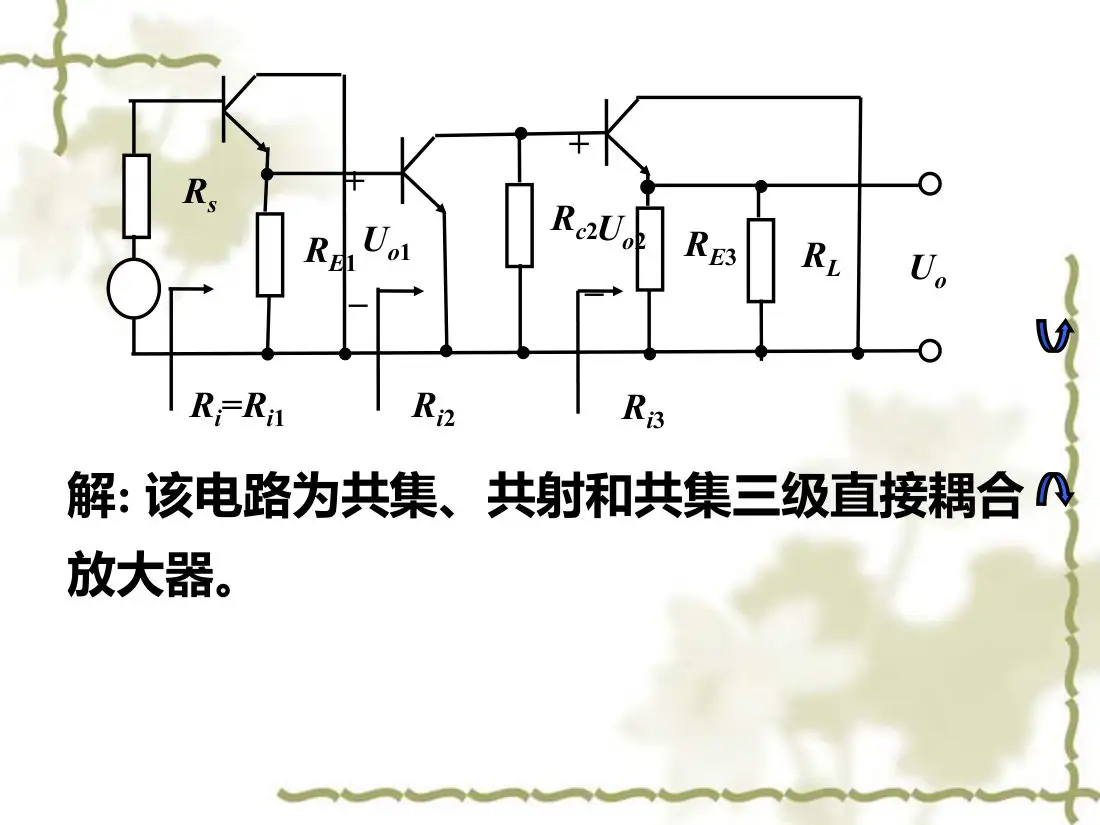 +
+
Rs
Rc2
Uo2
RE1
Uo1
RE3
RL
Uo
−
−
Ri=Ri1
Ri2
Ri3
解: 该电路为共集、共射和共集三级直接耦合
放大器。